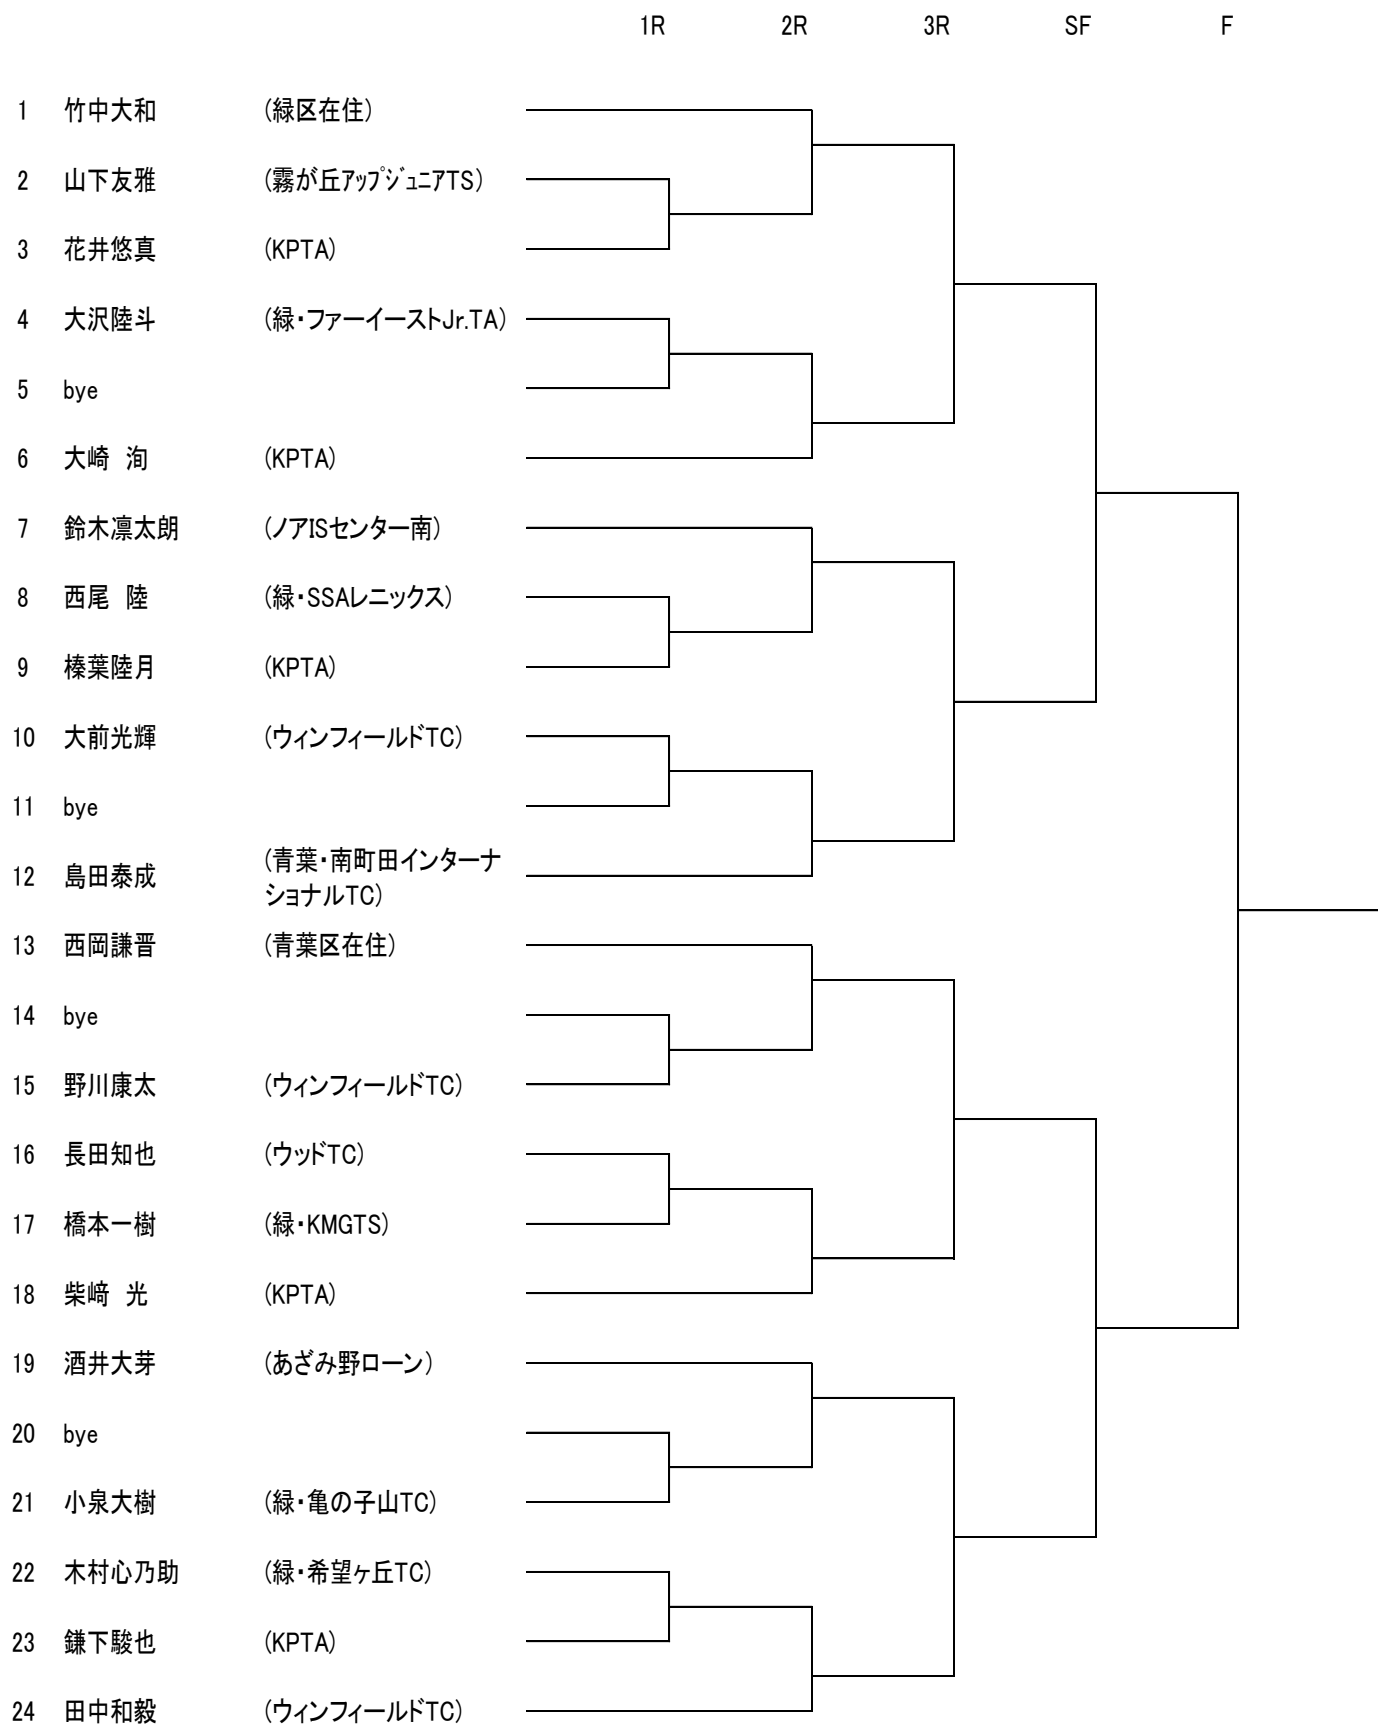 1R 2R 3R SF F
1 竹中大和 (緑区在住)
2 山下友雅 (霧が丘ｱｯﾌﾟｼﾞｭﾆｱTS)
3 花井悠真 (KPTA)
4 大沢陸斗 (緑・ファーイーストJr.TA)
5 bye
6 大崎　洵 (KPTA)
7 鈴木凛太朗 (ノアISセンター南)
8 西尾　陸 (緑・SSAレニックス)
9 榛葉陸月 (KPTA)
10 大前光輝 (ウィンフィールドTC)
11 bye
12 島田泰成 (青葉・南町田インターナ
ショナルTC)
13 西岡謙晋 (青葉区在住)
14 bye
15 野川康太 (ウィンフィールドTC)
16 長田知也 (ウッドTC)
17 橋本一樹 (緑・KMGTS)
18 柴﨑　光 (KPTA)
19 酒井大芽 (あざみ野ローン)
20 bye
21 小泉大樹 (緑・亀の子山TC)
22 木村心乃助 (緑・希望ヶ丘TC)
23 鎌下駿也 (KPTA)
24 田中和毅 (ウィンフィールドTC)